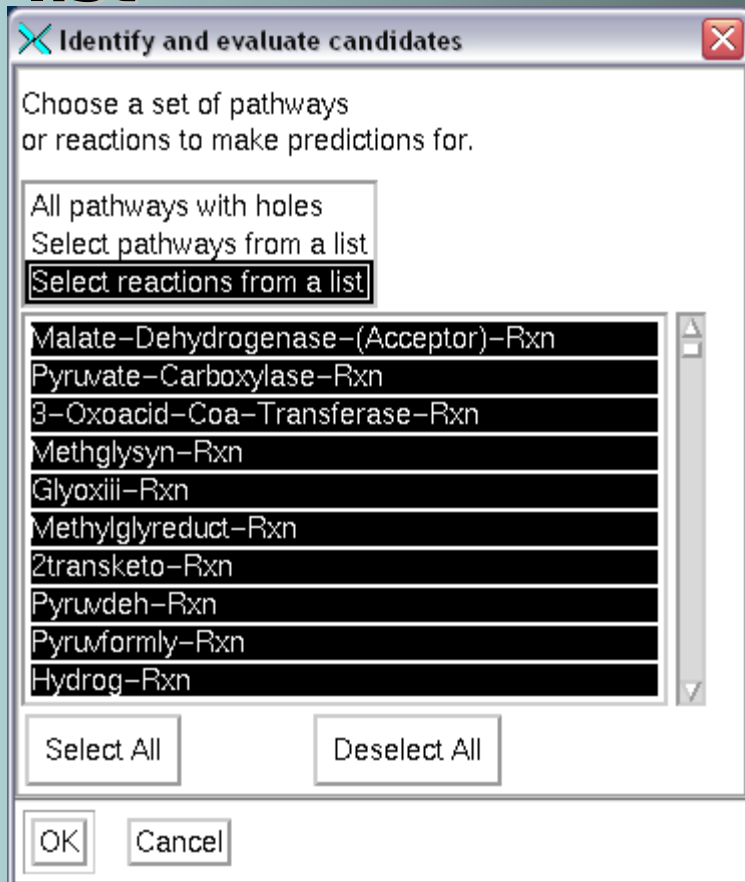 Identify and evaluate candidates
Choose a set of pathways
or reactions to make predictions for.
All pathways with holes
Select pathways from a list
Select reactions from a list
Malate-Dehydrogenase-(Acceptor)-Rxn
Pyruvate-Carboxylase-Rxn
3-Oxoacid-Coa-Transferase-Rxn
Methglysyn-Rxn
Glyoxiii-Rxn
Methylglyreduct-Rxn
2transketo-Rxn
Pyruvdeh-Rxn
Pyruvformly-Rxn
Hydrog-Rxn
Select All
Deselect All
OK
Cancel